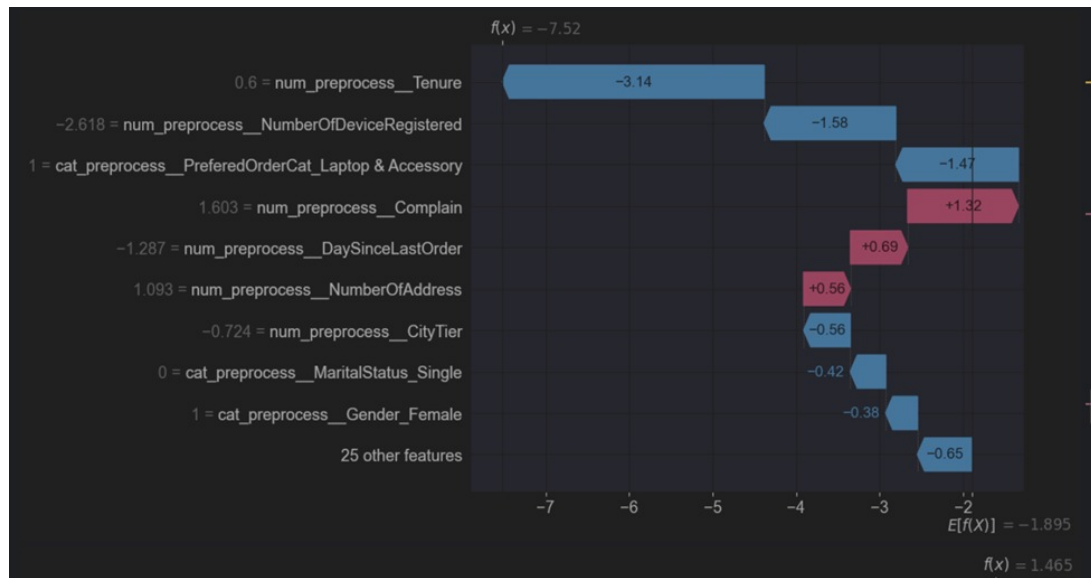 f(x) = −7.52
0.6 = num_preprocess__Tenure
−3.14
−2.618 = num_preprocess__NumberOfDeviceRegistered
−1.58
1 = cat_preprocess__PreferedOrderCat_Laptop & Accessory
−1.47
1.603 = num_preprocess__Complain
+1.32
−1.287 = num_preprocess__DaySinceLastOrder
+0.69
1.093 = num_preprocess__NumberOfAddress
+0.56
−0.724 = num_preprocess__CityTier
−0.56
0 = cat_preprocess__MaritalStatus_Single
−0.42
1 = cat_preprocess__Gender_Female
−0.38
25 other features
−0.65
−7 −6 −5 −4 −3 −2
E[f(X)] = −1.895
f(x) = 1.465